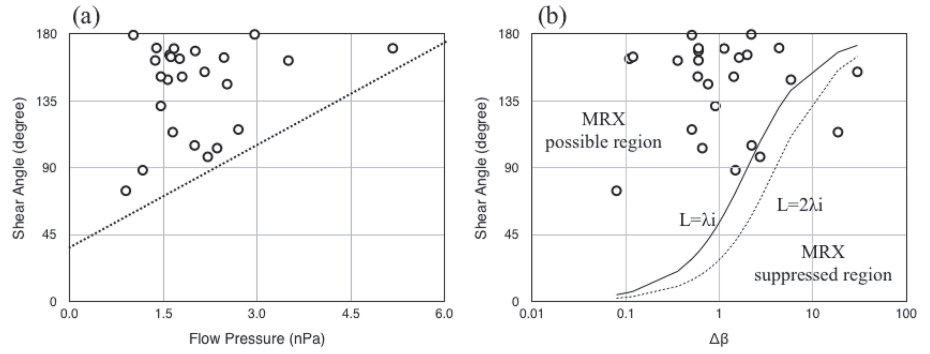 (a)
Shear Angle (degree)
180
135
90
45
0
0.0
1.5
3.0
4.5
6.0
Flow Pressure (nPa)
(b)
Shear Angle (degree)
180
135
90
45
0
MRX
possible region
L=λi
L=2λi
MRX
suppressed region
0.01
0.1
1
10
100
Δβ